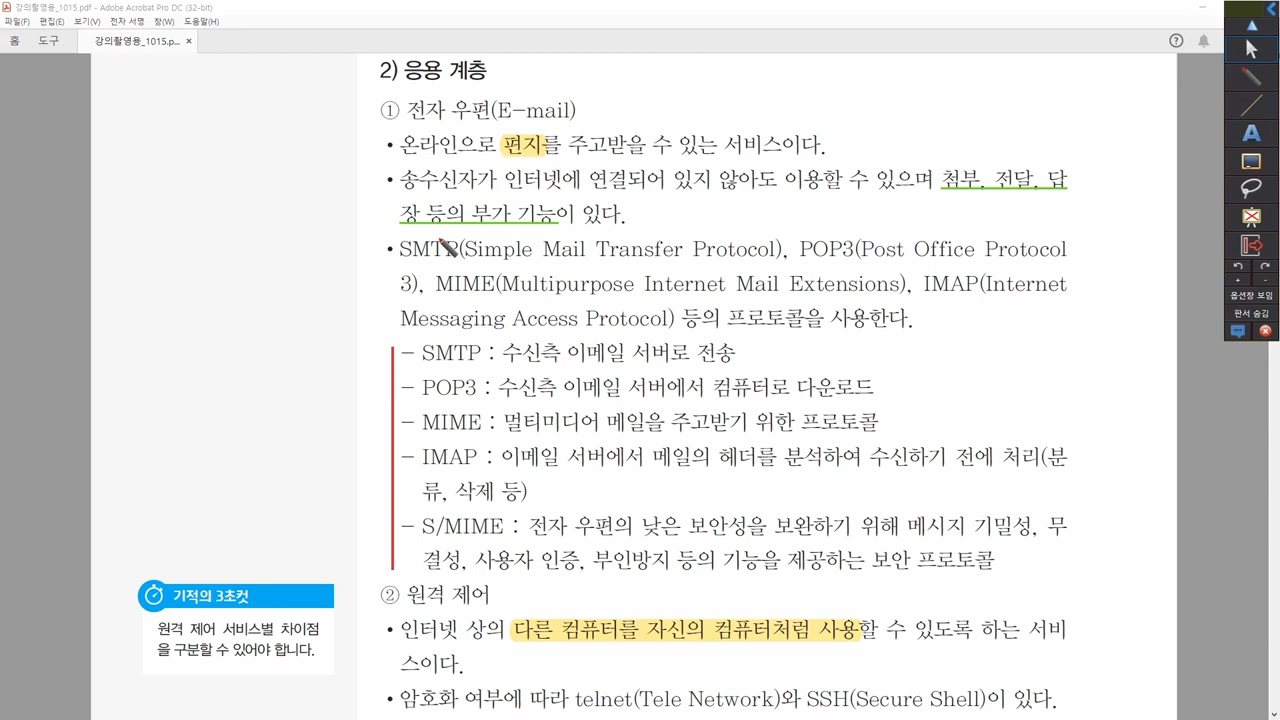 강의촬영용_1015.pdf - Adobe Acrobat Pro DC (32-bit)
파일(F) 편집(E) 보기(V) 전자 서명 창(W) 도움말(H)
홈 도구 강의촬영용_1015.p... ×
2) 응용 계층
① 전자 우편(E-mail)
• 온라인으로 편지를 주고받을 수 있는 서비스이다.
• 송수신자가 인터넷에 연결되어 있지 않아도 이용할 수 있으며 첨부, 전달, 답
장 등의 부가 기능이 있다.
• SMTP(Simple Mail Transfer Protocol), POP3(Post Office Protocol
3), MIME(Multipurpose Internet Mail Extensions), IMAP(Internet
Messaging Access Protocol) 등의 프로토콜을 사용한다.
- SMTP : 수신측 이메일 서버로 전송
- POP3 : 수신측 이메일 서버에서 컴퓨터로 다운로드
- MIME : 멀티미디어 메일을 주고받기 위한 프로토콜
- IMAP : 이메일 서버에서 메일의 헤더를 분석하여 수신하기 전에 처리(분
류, 삭제 등)
- S/MIME : 전자 우편의 낮은 보안성을 보완하기 위해 메시지 기밀성, 무
결성, 사용자 인증, 부인방지 등의 기능을 제공하는 보안 프로토콜
② 원격 제어
• 인터넷 상의 다른 컴퓨터를 자신의 컴퓨터처럼 사용할 수 있도록 하는 서비
스이다.
• 암호화 여부에 따라 telnet(Tele Network)와 SSH(Secure Shell)이 있다.
기적의 3초컷
원격 제어 서비스별 차이점
을 구분할 수 있어야 합니다.
옵션창 보임
판서 숨김